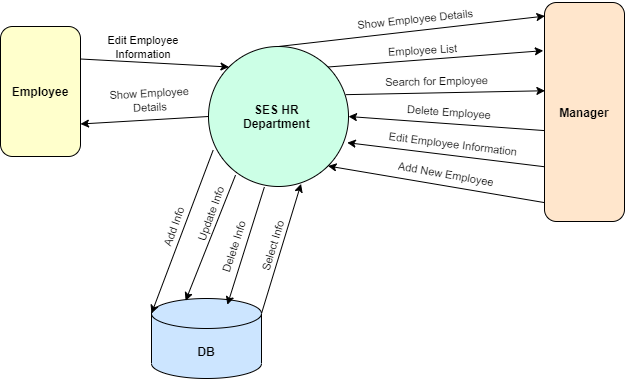 Edit Employee
Information
Employee
Show Employee
Details
SES HR
Department
Show Employee Details
Employee List
Search for Employee
Delete Employee
Edit Employee Information
Add New Employee
Manager
Add Info
Update Info
Delete Info
Select Info
DB